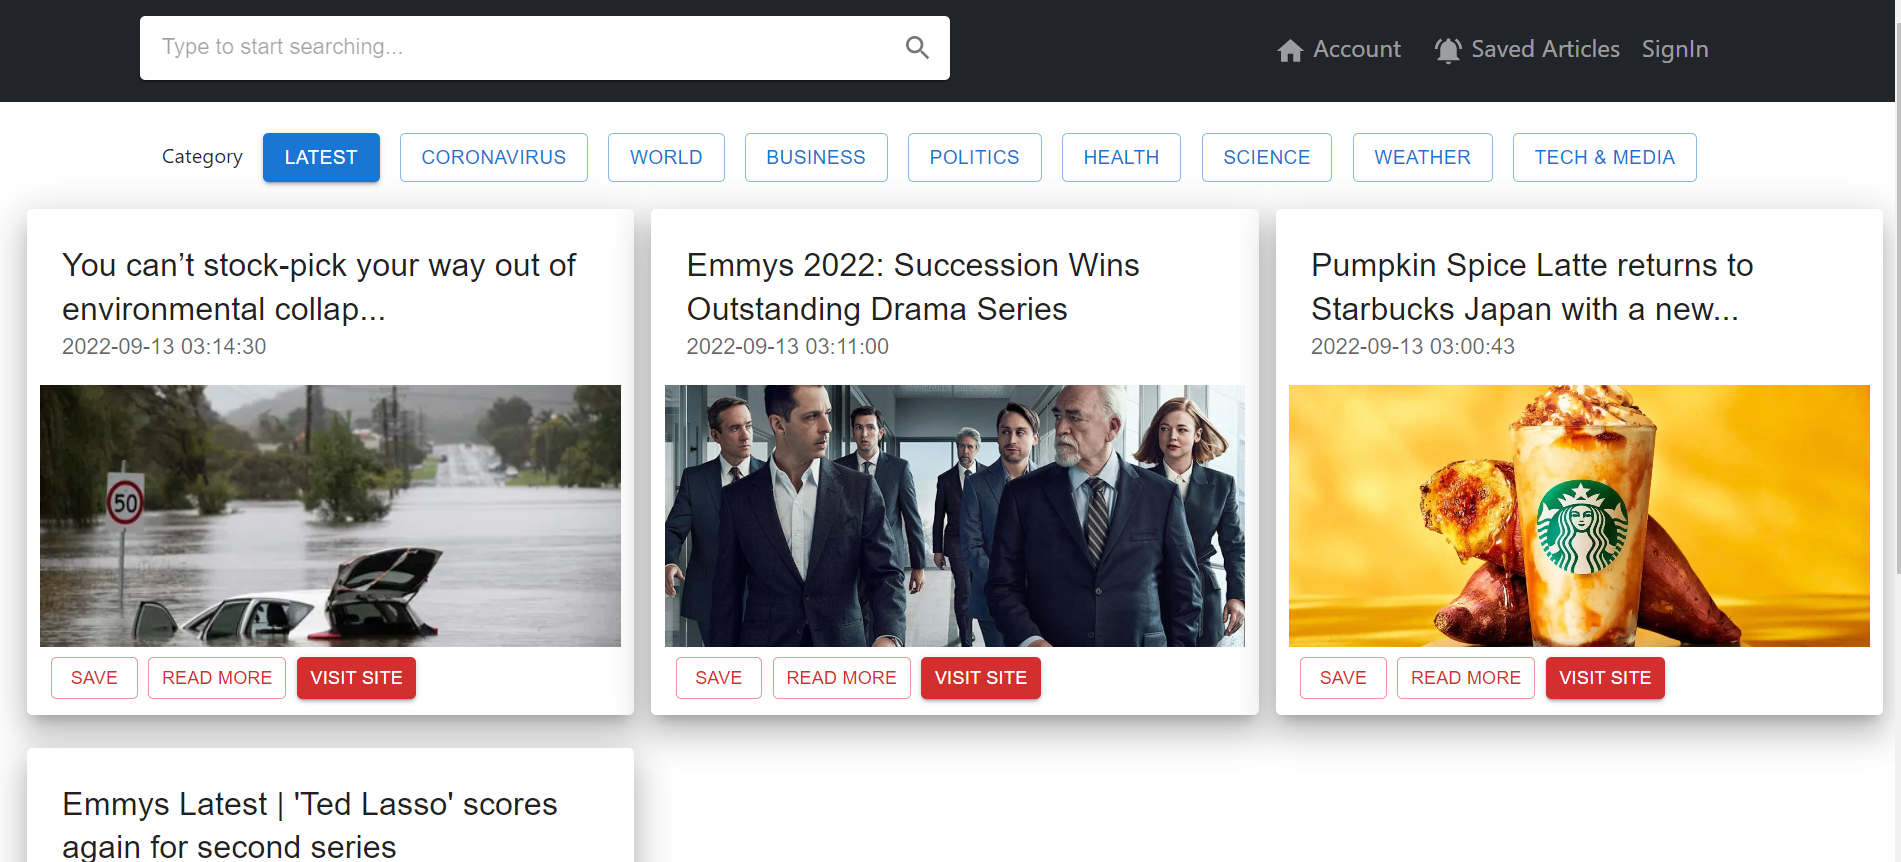 Type to start searching...
Account
Saved Articles
SignIn
Category
LATEST
CORONAVIRUS
WORLD
BUSINESS
POLITICS
HEALTH
SCIENCE
WEATHER
TECH & MEDIA
You can’t stock-pick your way out of
environmental collap...
2022-09-13 03:14:30
50
SAVE
READ MORE
VISIT SITE
Emmys 2022: Succession Wins
Outstanding Drama Series
2022-09-13 03:11:00
SAVE
READ MORE
VISIT SITE
Pumpkin Spice Latte returns to
Starbucks Japan with a new...
2022-09-13 03:00:43
SAVE
READ MORE
VISIT SITE
Emmys Latest | 'Ted Lasso' scores
again for second series